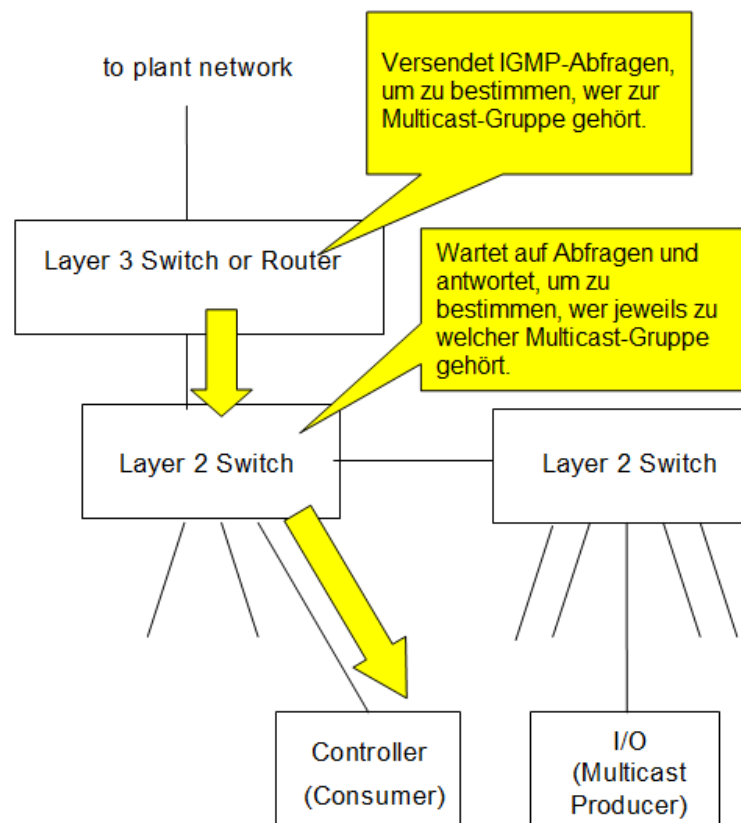 to plant network
Versendet IGMP-Abfragen,
um zu bestimmen, wer zur
Multicast-Gruppe gehört.
Layer 3 Switch or Router
Wartet auf Abfragen und
antwortet, um zu
bestimmen, wer jeweils zu
welcher Multicast-Gruppe
gehört.
Layer 2 Switch
Layer 2 Switch
Controller
(Consumer)
I/O
(Multicast
Producer)